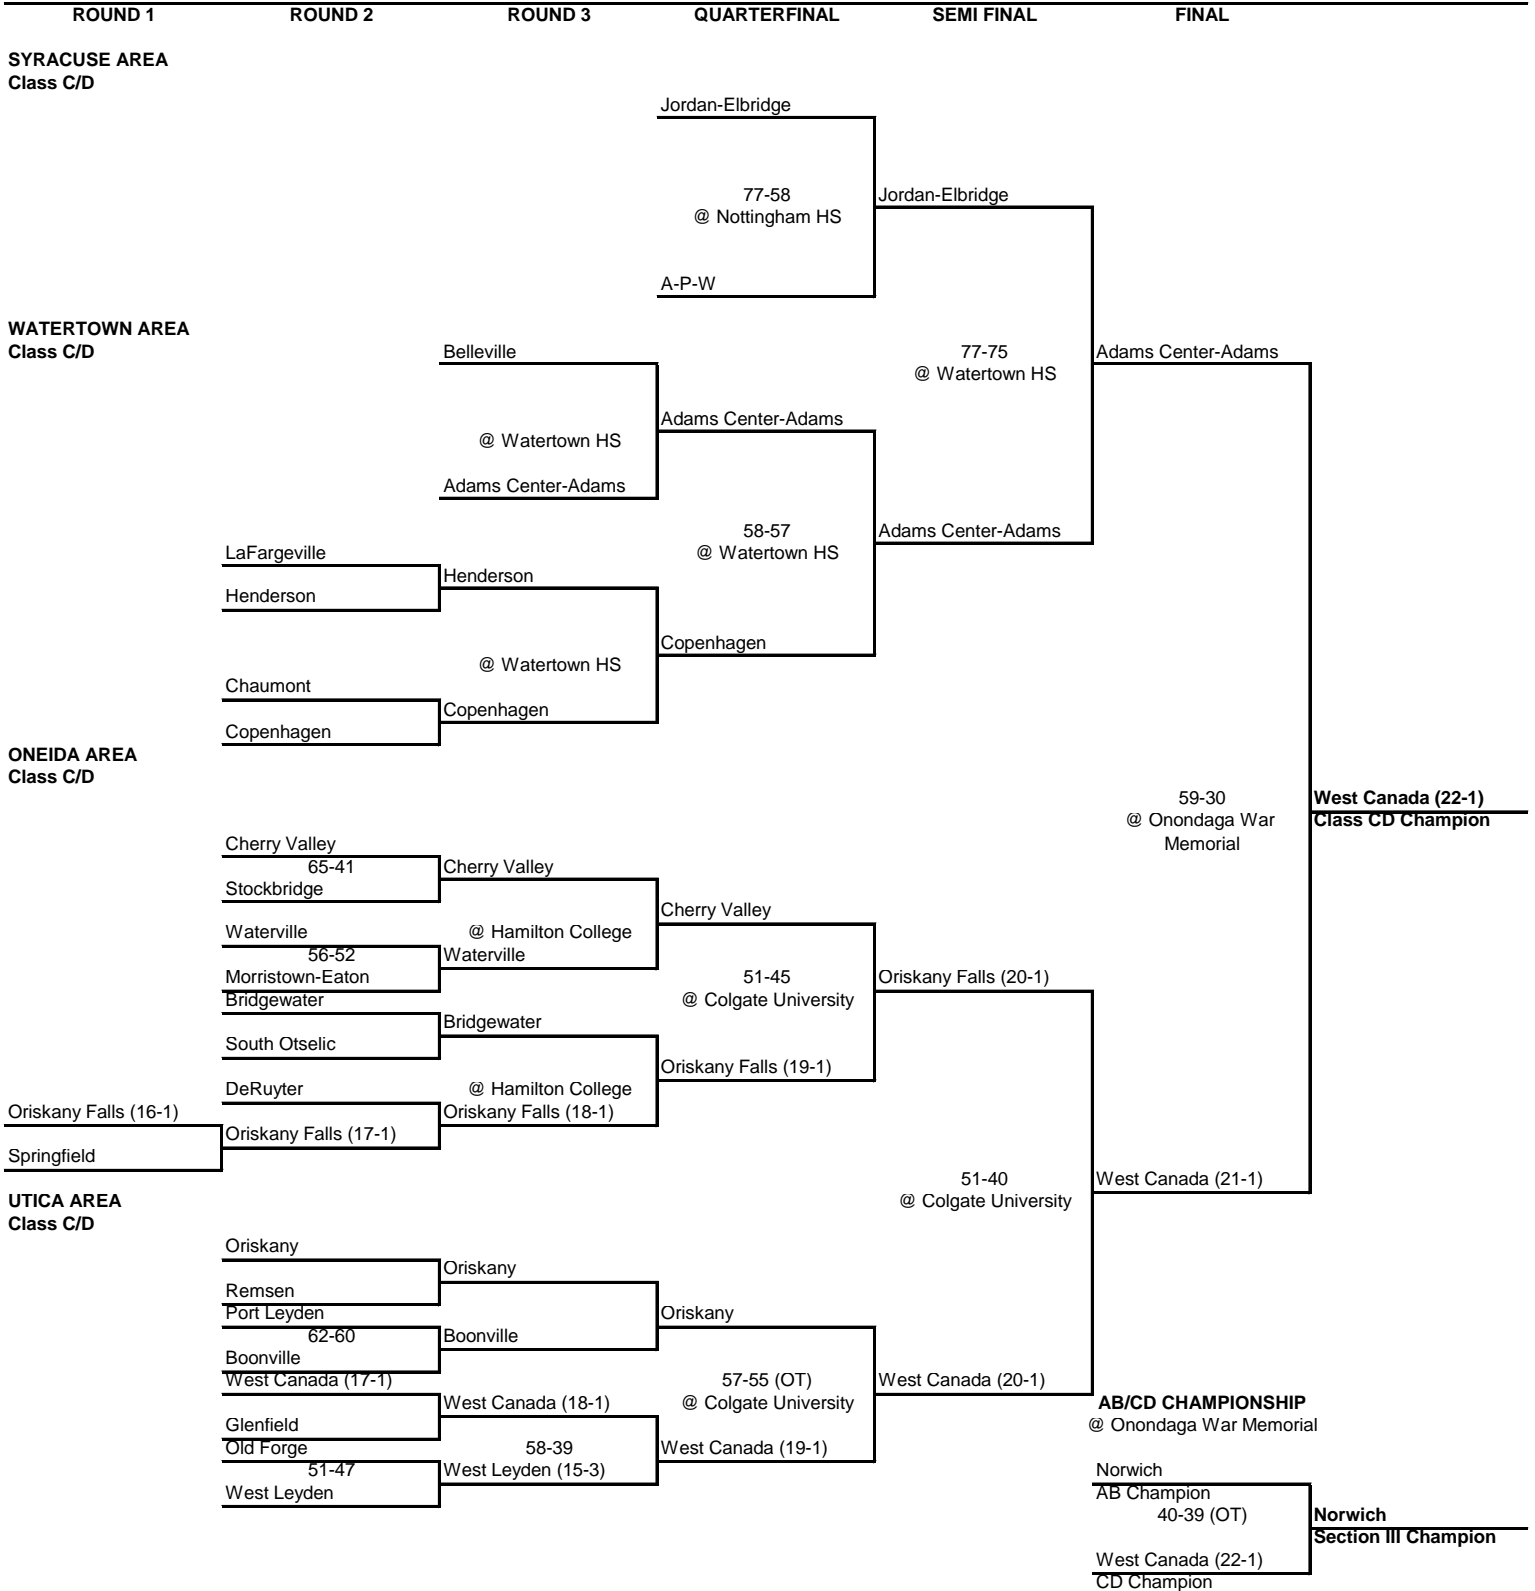 ROUND 1 ROUND 2 ROUND 3 QUARTERFINAL SEMI FINAL FINAL
SYRACUSE AREA
Class C/D
Jordan-Elbridge
77-58 Jordan-Elbridge
@ Nottingham HS
A-P-W
WATERTOWN AREA
Class C/D Belleville 77-75 Adams Center-Adams
@ Watertown HS
Adams Center-Adams
@ Watertown HS
Adams Center-Adams
58-57 Adams Center-Adams
LaFargeville @ Watertown HS
Henderson
Henderson
Copenhagen
@ Watertown HS
Chaumont
Copenhagen
Copenhagen
ONEIDA AREA
Class C/D
59-30 West Canada (22-1)
@ Onondaga War Class CD Champion
Cherry Valley Memorial
65-41 Cherry Valley
Stockbridge
Cherry Valley
Waterville @ Hamilton College
56-52 Waterville
Morristown-Eaton 51-45 Oriskany Falls (20-1)
Bridgewater @ Colgate University
Bridgewater
South Otselic
Oriskany Falls (19-1)
DeRuyter @ Hamilton College
Oriskany Falls (16-1) Oriskany Falls (18-1)
Oriskany Falls (17-1)
Springfield
51-40 West Canada (21-1)
UTICA AREA @ Colgate University
Class C/D
Oriskany
Oriskany
Remsen
Port Leyden Oriskany
62-60 Boonville
Boonville
West Canada (17-1) 57-55 (OT) West Canada (20-1)
West Canada (18-1) @ Colgate University AB/CD CHAMPIONSHIP
Glenfield @ Onondaga War Memorial
Old Forge 58-39 West Canada (19-1)
51-47 West Leyden (15-3) Norwich
West Leyden AB Champion
40-39 (OT) Norwich
Section III Champion
West Canada (22-1)
CD Champion